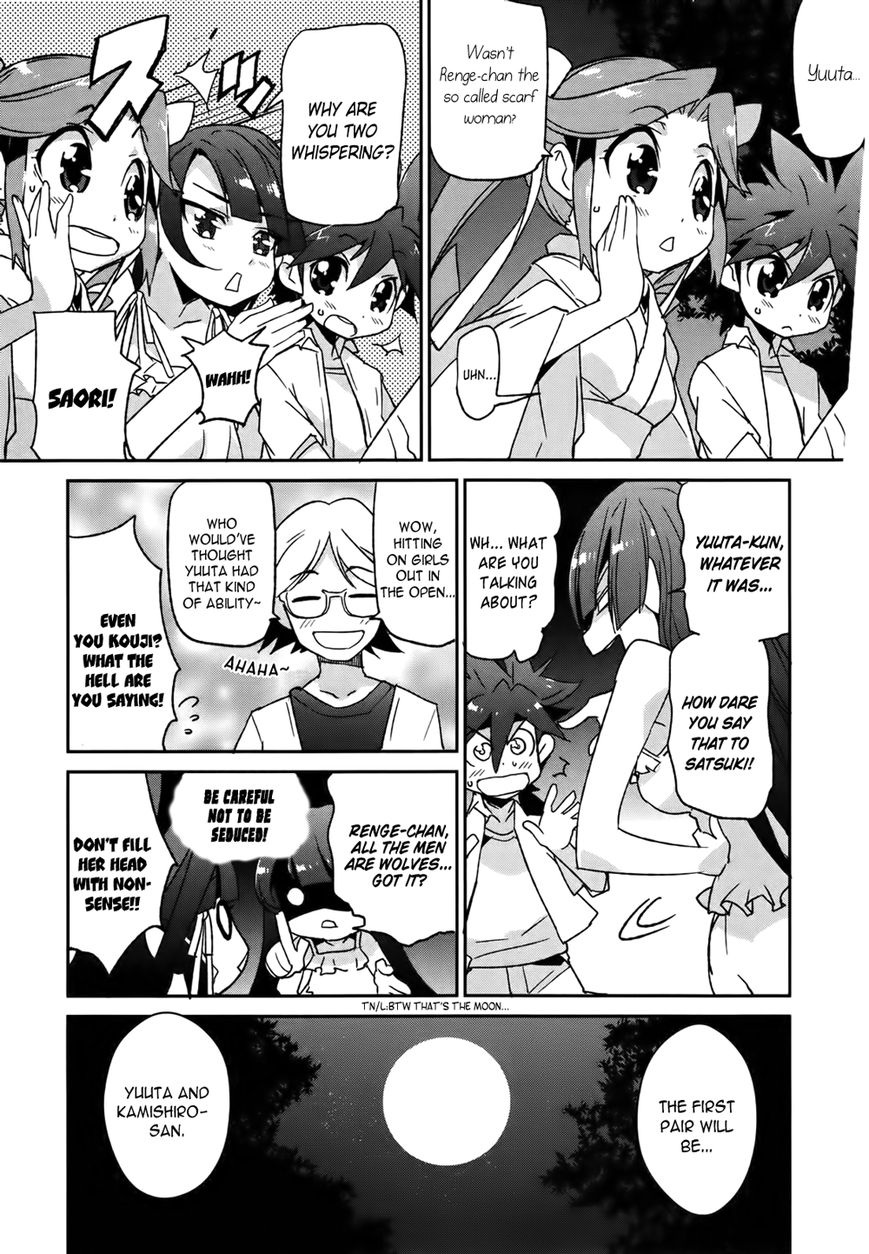 Yuuta...
Wasn't
Renge-chan the
so called scarf
woman?
UHN...
WHY ARE
YOU TWO
WHISPERING?
ス
WAHH!
SAORI!
YUUTA-KUN,
WHATEVER
IT WAS...
HOW DARE
YOU SAY
THAT TO
SATSUKI!
WH... WHAT
ARE YOU
TALKING
ABOUT?
WOW,
HITTING
ON GIRLS
OUT IN
THE OPEN...
WHO
WOULD'VE
THOUGHT
YUUTA HAD
THAT KIND
OF ABILITY~
AHAHA~
EVEN
YOU KOUJI?
WHAT THE
HELL ARE
YOU SAYING!
RENGE-CHAN,
ALL THE MEN
ARE WOLVES...
GOT IT?
BE CAREFUL
NOT TO BE
SEDUCED!
DON'T FILL
HER HEAD
WITH NON-
SENSE!!
TN/L:BTW THAT'S THE MOON...
THE FIRST
PAIR WILL
BE...
YUUTA AND
KAMISHIRO-
SAN.